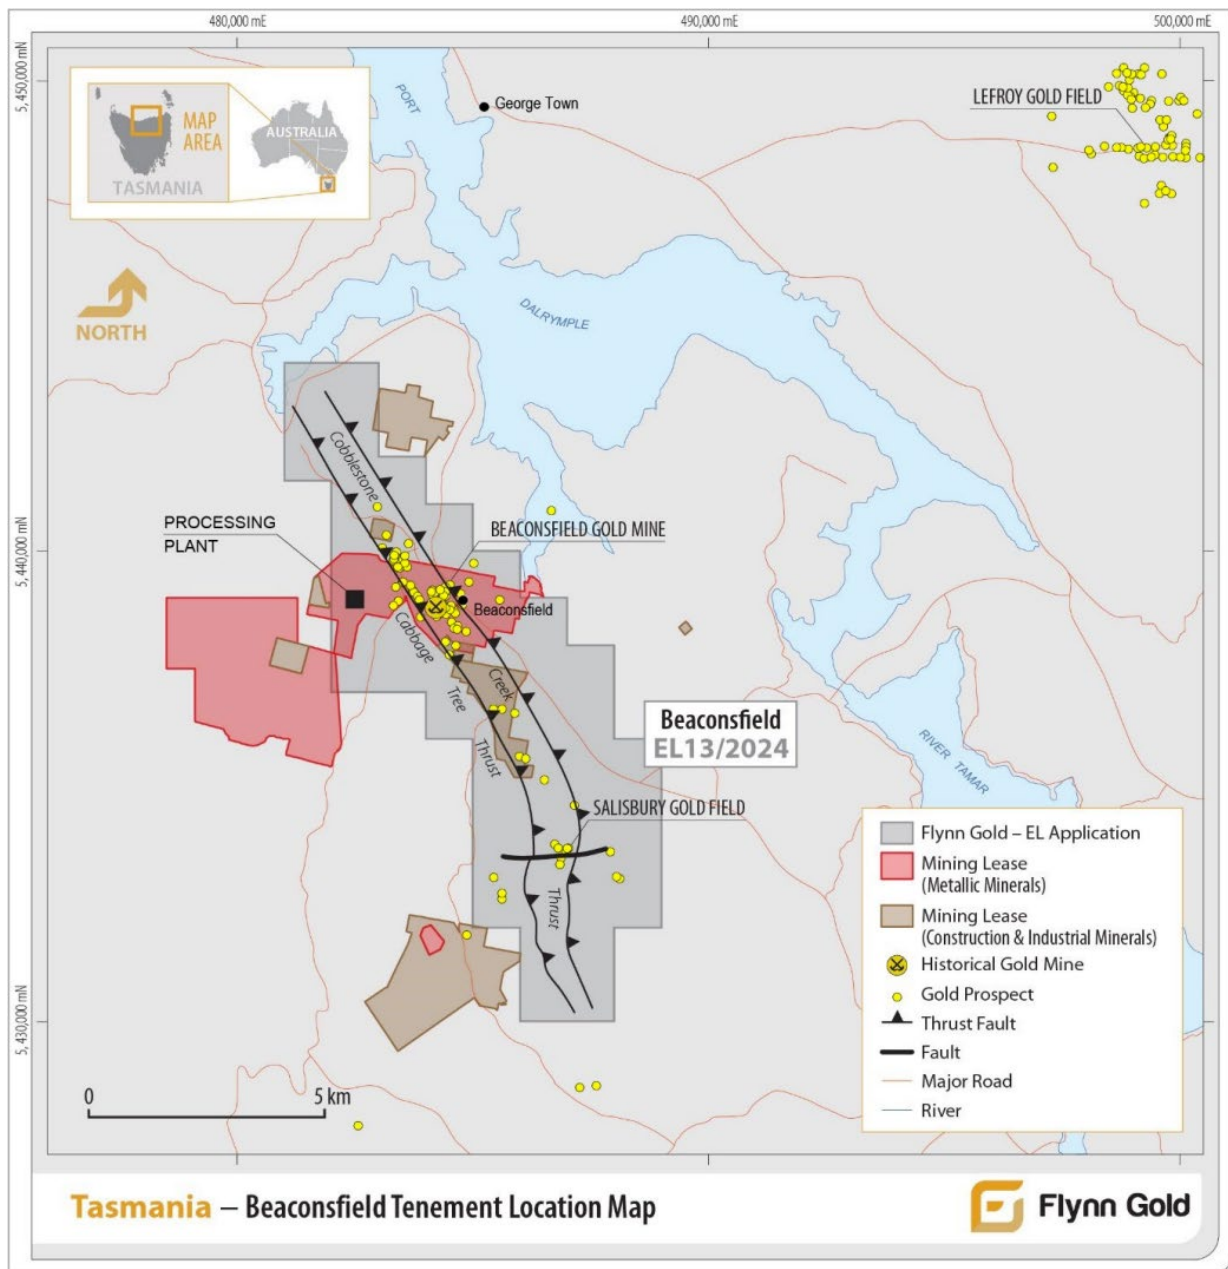 480,000 mE
490,000 mE
500,000 mE
5,450,000 mN
5,440,000 mN
5,430,000 mN
MAP
AREA
TASMANIA
AUSTRALIA
NORTH
PORT
DALRYMPLE
George Town
LEFROY GOLD FIELD
Cobblestone
Creek
Thrust
PROCESSING
PLANT
BEACONSFIELD GOLD MINE
Beaconsfield
Cabbage
Tree
Thrust
Beaconsfield
EL13/2024
SALISBURY GOLD FIELD
RIVER TAMAR
Flynn Gold – EL Application
Mining Lease
(Metallic Minerals)
Mining Lease
(Construction & Industrial Minerals)
Historical Gold Mine
Gold Prospect
Thrust Fault
Fault
Major Road
River
0
5 km
Tasmania – Beaconsfield Tenement Location Map
Flynn Gold